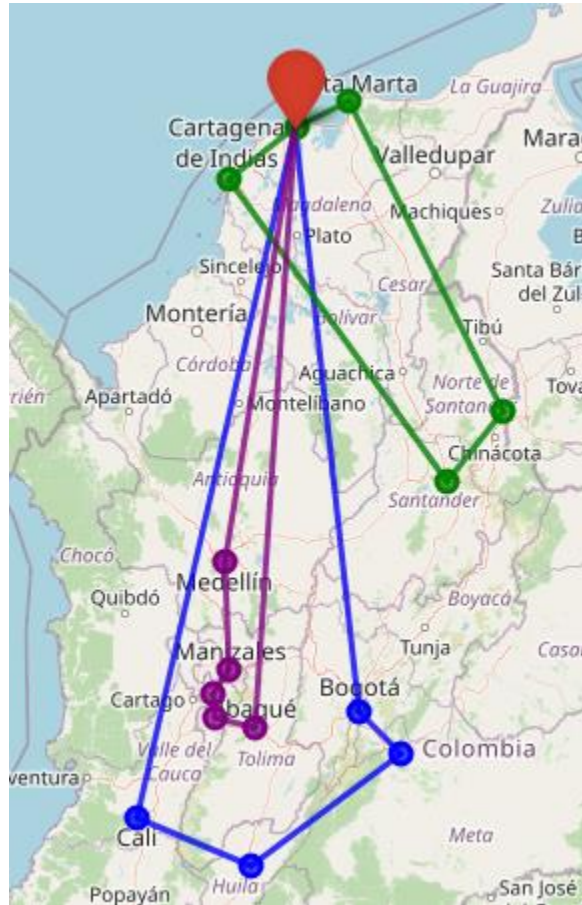 ta Marta
La Guajira
Cartagena
de Indias
Valledupar
Mara
Magdalena
Machiques
Zulia
Plato
Sincelejo
Cesar
Santa Bár
del Zul
Montería
Bolívar
Tibú
Córdoba
Aguachica
Norte de
Santander
Tova
rién
Apartadó
Montelíbano
Chinácota
Antioquia
Santander
Chocó
Medellín
Quibdó
Boyacá
Tunja
Manizales
Casa
Cartago
Ibagué
Bogotá
Valle del
Cauca
Tolima
Colombia
ventura
Cali
Meta
Huila
Popayán
San José